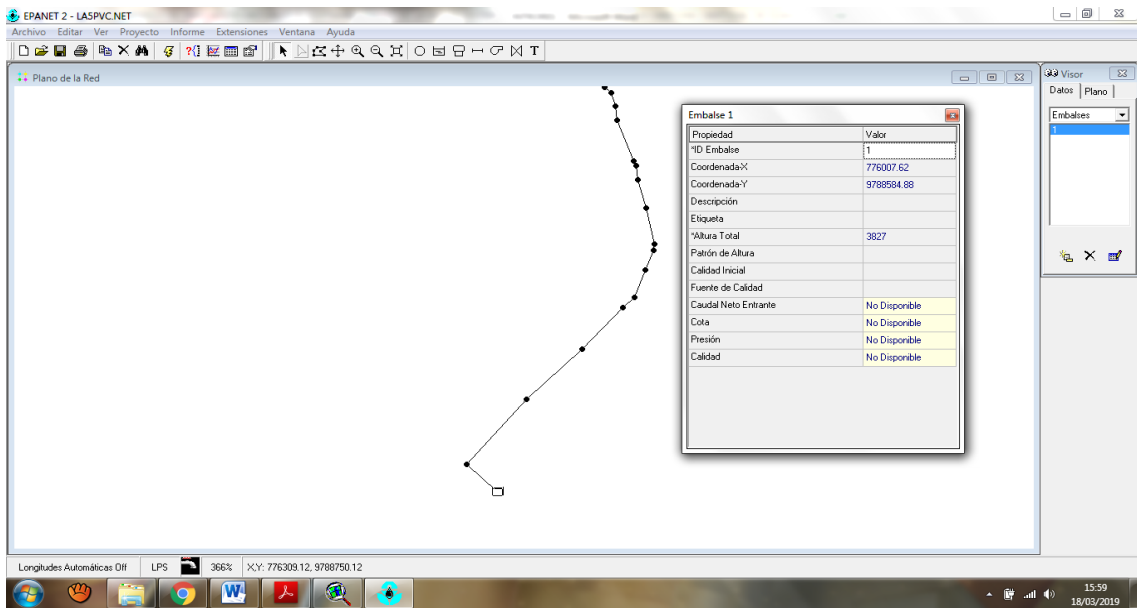 EPANET 2 - LA5PVC.NET
Archivo Editar Ver Proyecto Informe Extensiones Ventana Ayuda
T
Plano de la Red
Visor
Datos Plano
Embalses
1
Embalse 1
Propiedad Valor
*ID Embalse 1
Coordenada-X 776007.62
Coordenada-Y 9788584.88
Descripción
Etiqueta
*Altura Total 3827
Patrón de Altura
Calidad Inicial
Fuente de Calidad
Caudal Neto Entrante No Disponible
Cota No Disponible
Presión No Disponible
Calidad No Disponible
Longitudes Automáticas Off LPS 366% X,Y: 776309.12, 9788750.12
W
15:59
18/03/2019